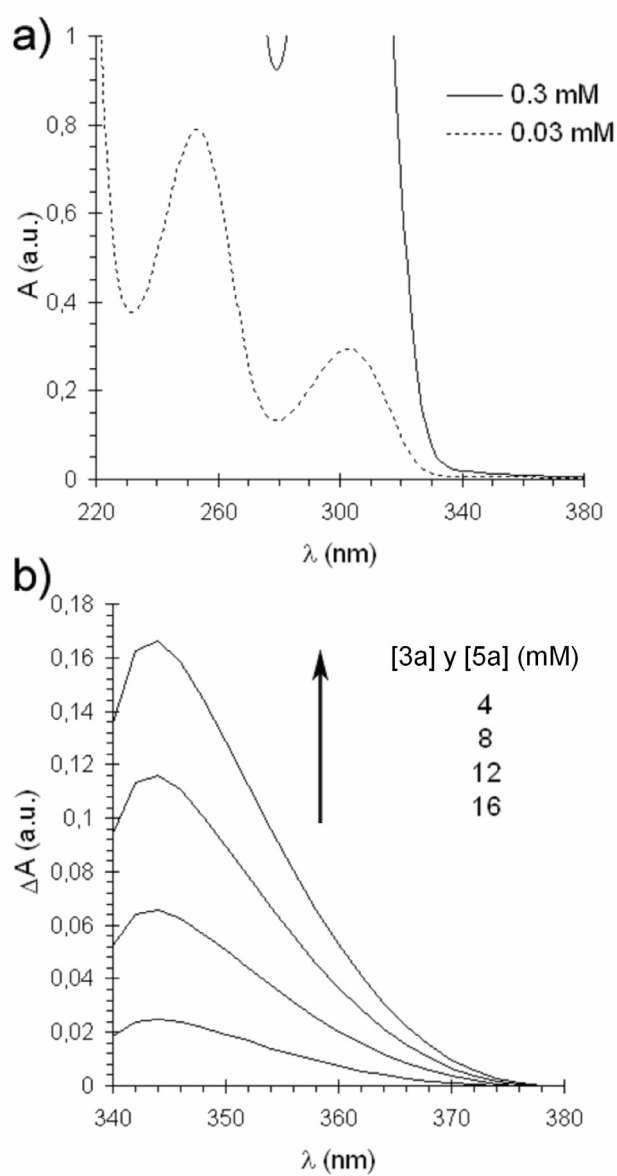 a)
1
0.8
0,6
0,4
0,2
0
A (a.u.)
0.3 mM
0.03 mM
220 260 300 340 380
λ (nm)
b)
0,18
0,16
0,14
0,12
0,1
0,08
0,06
0,04
0,02
0
ΔA (a.u.)
[3a] y [5a] (mM)
4
8
12
16
340 350 360 370 380
λ (nm)